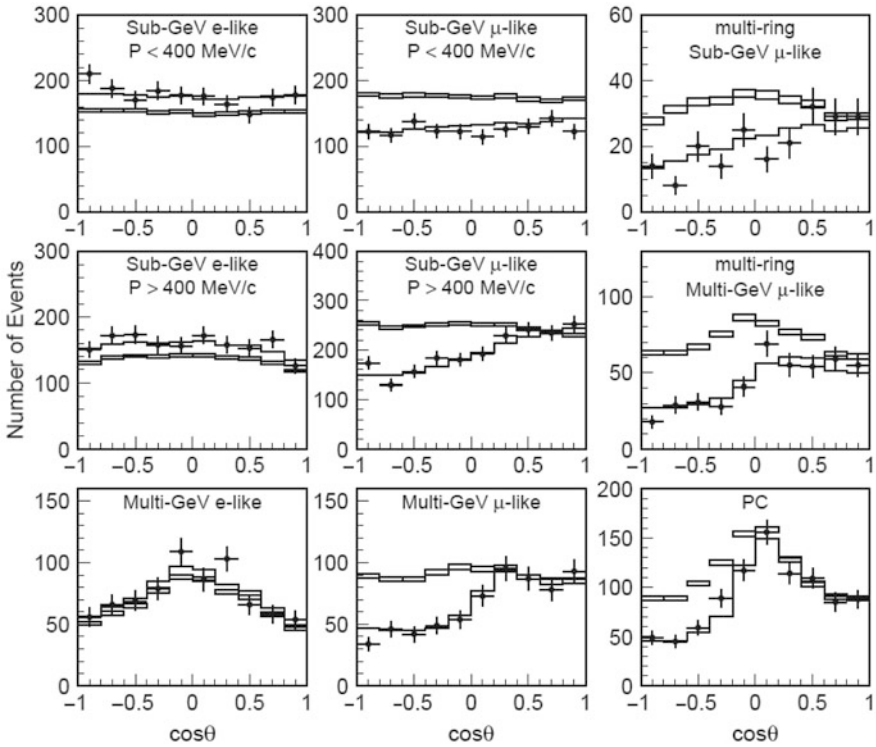 Number of Events
Sub-GeV e-like
P < 400 MeV/c
300
200
100
0
−1 −0.5 0 0.5 1
Sub-GeV μ-like
P < 400 MeV/c
300
200
100
0
−1 −0.5 0 0.5 1
multi-ring
Sub-GeV μ-like
60
40
20
0
−1 −0.5 0 0.5 1
Sub-GeV e-like
P > 400 MeV/c
300
200
100
0
−1 −0.5 0 0.5 1
Sub-GeV μ-like
P > 400 MeV/c
400
300
200
100
0
−1 −0.5 0 0.5 1
multi-ring
Multi-GeV μ-like
100
50
0
−1 −0.5 0 0.5 1
Multi-GeV e-like
150
100
50
0
−1 −0.5 0 0.5 1
cosθ
Multi-GeV μ-like
150
100
50
0
−1 −0.5 0 0.5 1
cosθ
PC
200
150
100
50
0
−1 −0.5 0 0.5 1
cosθ